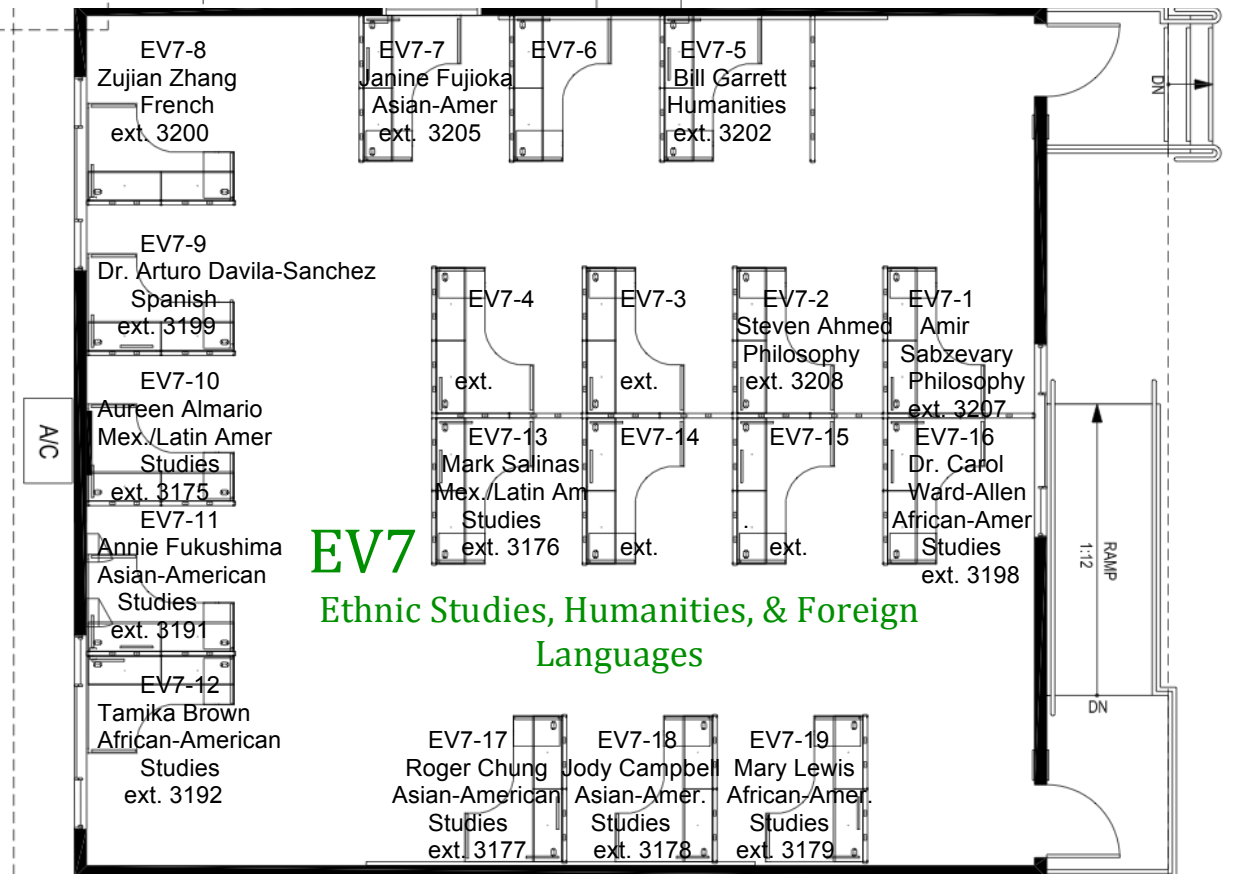 EV7-8
Zujian Zhang
French
ext. 3200
EV7-7
Janine Fujioka
Asian-Amer
ext. 3205
EV7-6
EV7-5
Bill Garrett
Humanities
ext. 3202
DN
EV7-9
Dr. Arturo Davila-Sanchez
Spanish
ext. 3199
EV7-4
ext.
EV7-3
ext.
EV7-2
Steven Ahmed
Philosophy
ext. 3208
EV7-1
Amir
Sabzevary
Philosophy
ext. 3207
A/C
EV7-10
Aureen Almario
Mex./Latin Amer
Studies
ext. 3175
EV7-13
Mark Salinas
Mex./Latin Am
Studies
ext. 3176
EV7-14
ext.
EV7-15
.
ext.
EV7-16
Dr. Carol
Ward-Allen
African-Amer
Studies
ext. 3198
RAMP
1:12
DN
EV7-11
Annie Fukushima
Asian-American
Studies
ext. 3191
EV7
Ethnic Studies, Humanities, & Foreign
Languages
EV7-12
Tamika Brown
African-American
Studies
ext. 3192
EV7-17
Roger Chung
Asian-American
Studies
ext. 3177
EV7-18
Jody Campbell
Asian-Amer.
Studies
ext. 3178
EV7-19
Mary Lewis
African-Amer.
Studies
ext. 3179